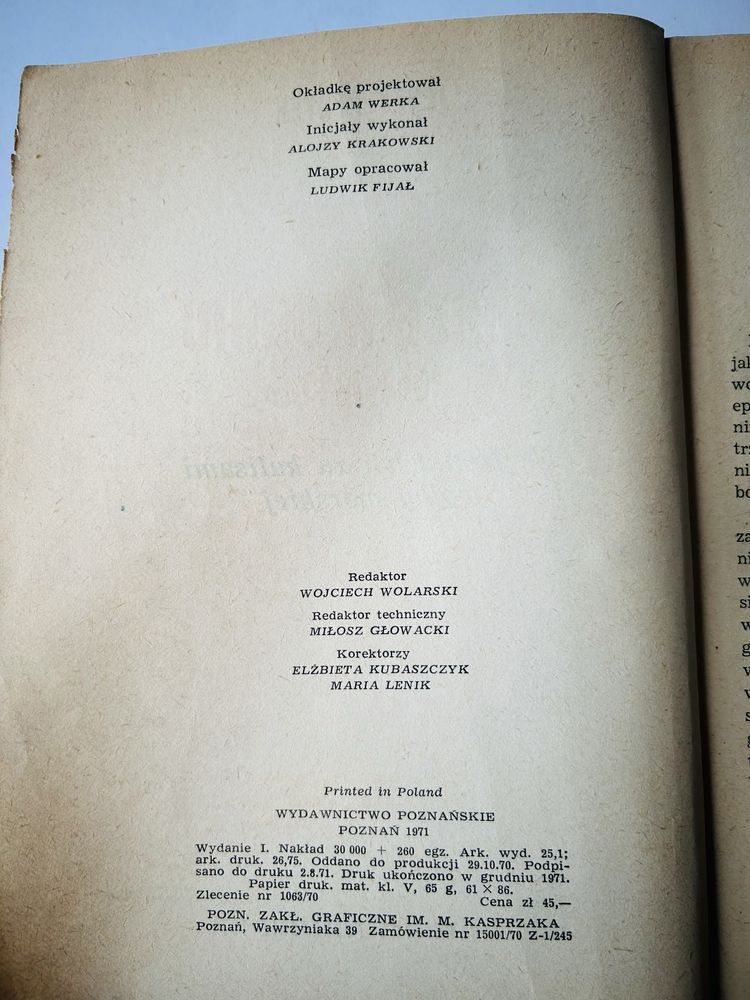 Okładkę projektował
ADAM WERKA
Inicjały wykonał
ALOJZY KRAKOWSKI
Mapy opracował
LUDWIK FIJAŁ
Redaktor
WOJCIECH WOLARSKI
Redaktor techniczny
MIŁOSZ GŁOWACKI
Korektorzy
ELŻBIETA KUBASZCZYK
MARIA LENIK
Printed in Poland
WYDAWNICTWO POZNAŃSKIE
POZNAŃ 1971
Wydanie I. Nakład 30 000 + 260 egz. Ark. wyd. 25,1;
ark. druk. 26,75. Oddano do produkcji 29.10.70. Podpi-
sano do druku 2.8.71. Druk ukończono w grudniu 1971.
Papier druk. mat. kl. V, 65 g, 61 × 86.
Zlecenie nr 1063/70 Cena zł 45,—
POZN. ZAKŁ. GRAFICZNE IM. M. KASPRZAKA
Poznań, Wawrzyniaka 39 Zamówienie nr 15001/70 Z-1/245